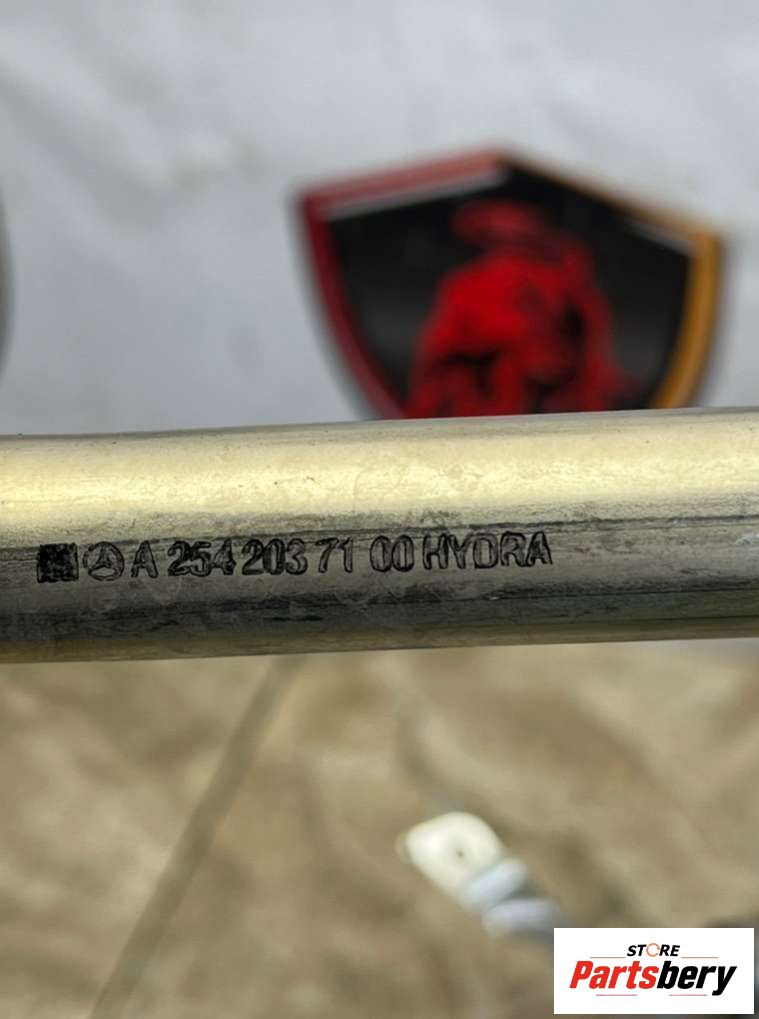 A 254 203 71 00 HYDRA
STORE
Partsbery